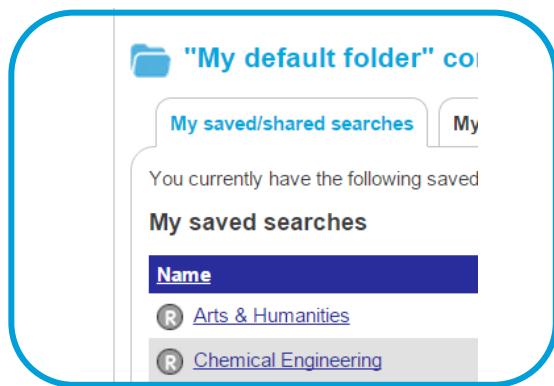 "My default folder" co
My saved/shared searches My
You currently have the following saved
My saved searches
Name
R Arts & Humanities
R Chemical Engineering